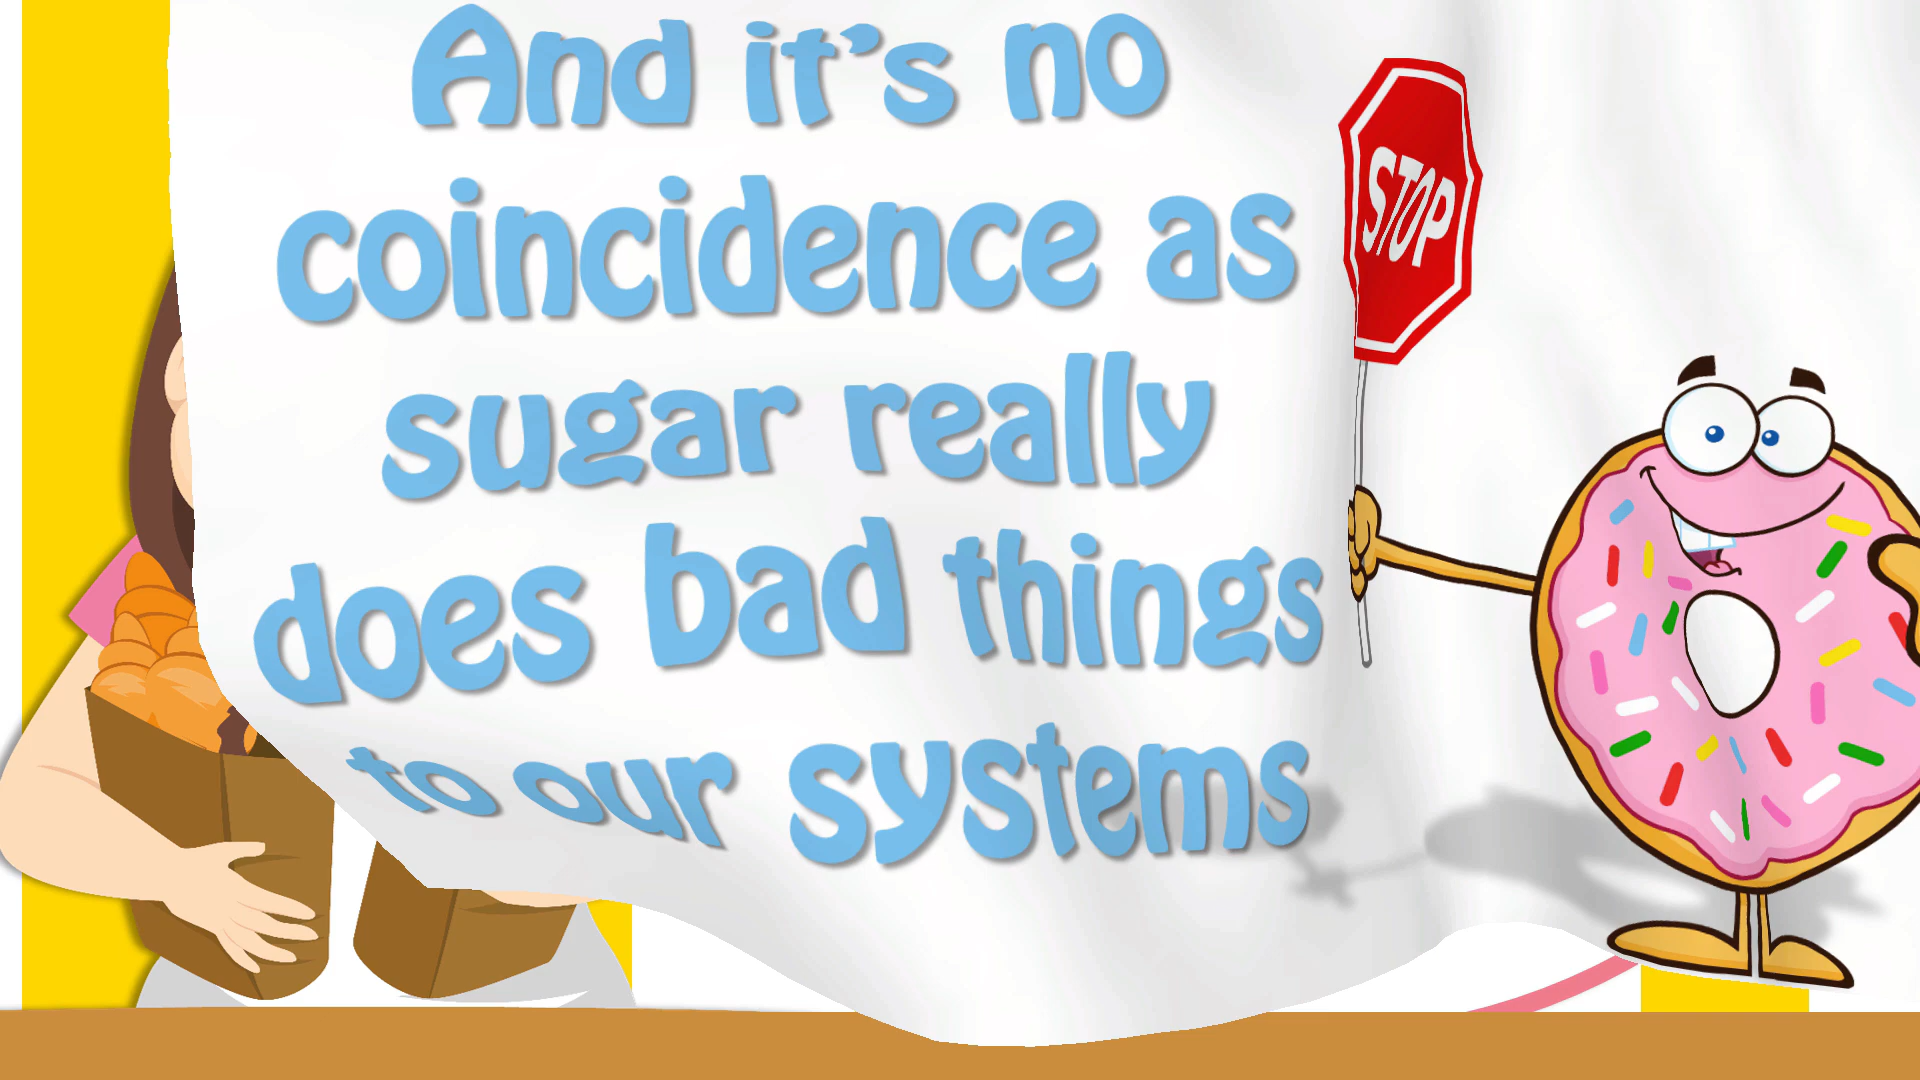 And it's no
coincidence as
sugar really
does bad things
to our systems
STOP